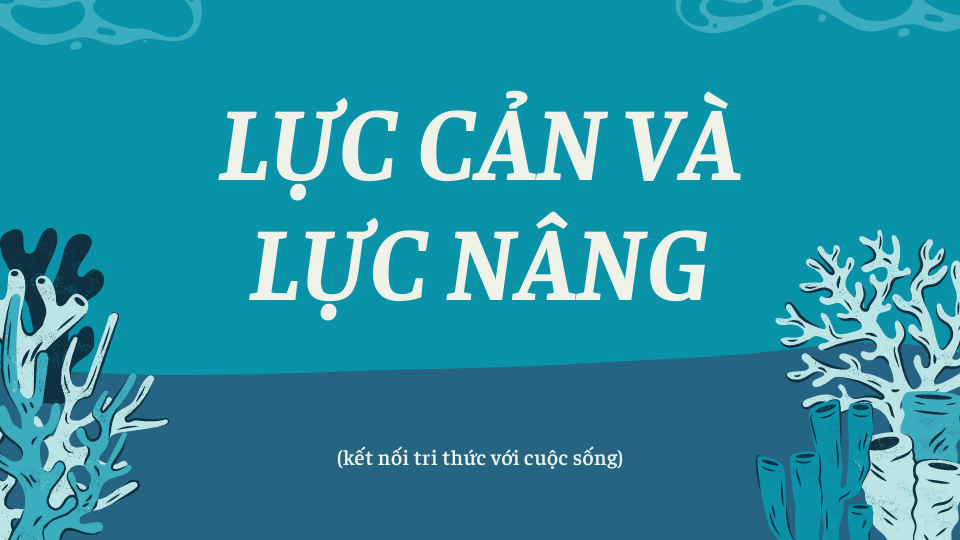 LỰC CẢN VÀ
LỰC NÂNG
(kết nối tri thức với cuộc sống)